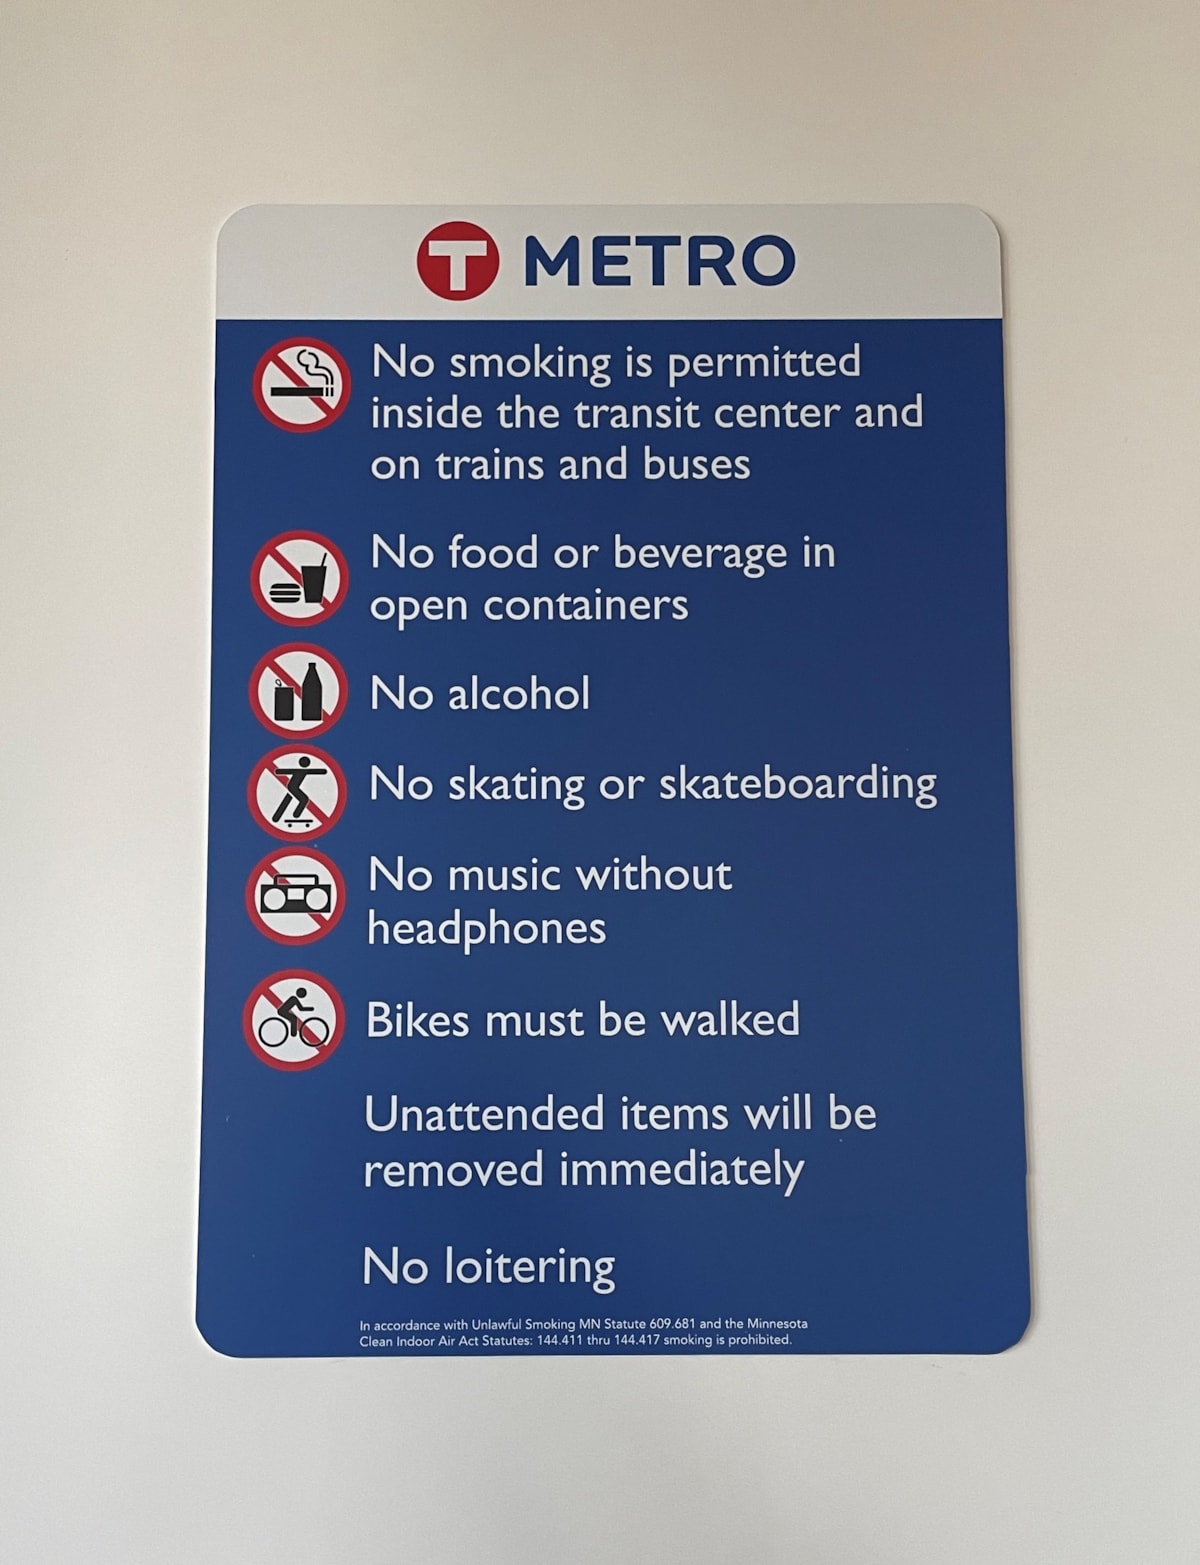 T METRO
No smoking is permitted
inside the transit center and
on trains and buses
No food or beverage in
open containers
No alcohol
No skating or skateboarding
No music without
headphones
Bikes must be walked
Unattended items will be
removed immediately
No loitering
In accordance with Unlawful Smoking MN Statute 609.681 and the Minnesota
Clean Indoor Air Act Statutes: 144.411 thru 144.417 smoking is prohibited.